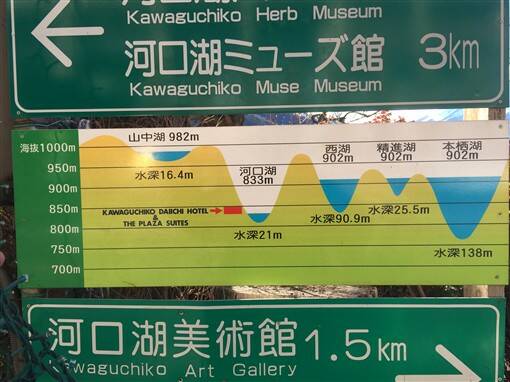 Kawaguchiko Herb Museum
河口湖ミューズ館 3km
Kawaguchiko Muse Museum
海抜1000m
950m
900m
850m
800m
750m
700m
山中湖 982m
水深16.4m
河口湖
833m
水深21m
KAWAGUCHIKO DAIICHI HOTEL
&
THE PLAZA SUITES
西湖
902m
水深90.9m
精進湖
902m
水深25.5m
本栖湖
902m
水深138m
河口湖美術館 1.5km
awaguchiko Art Gallery